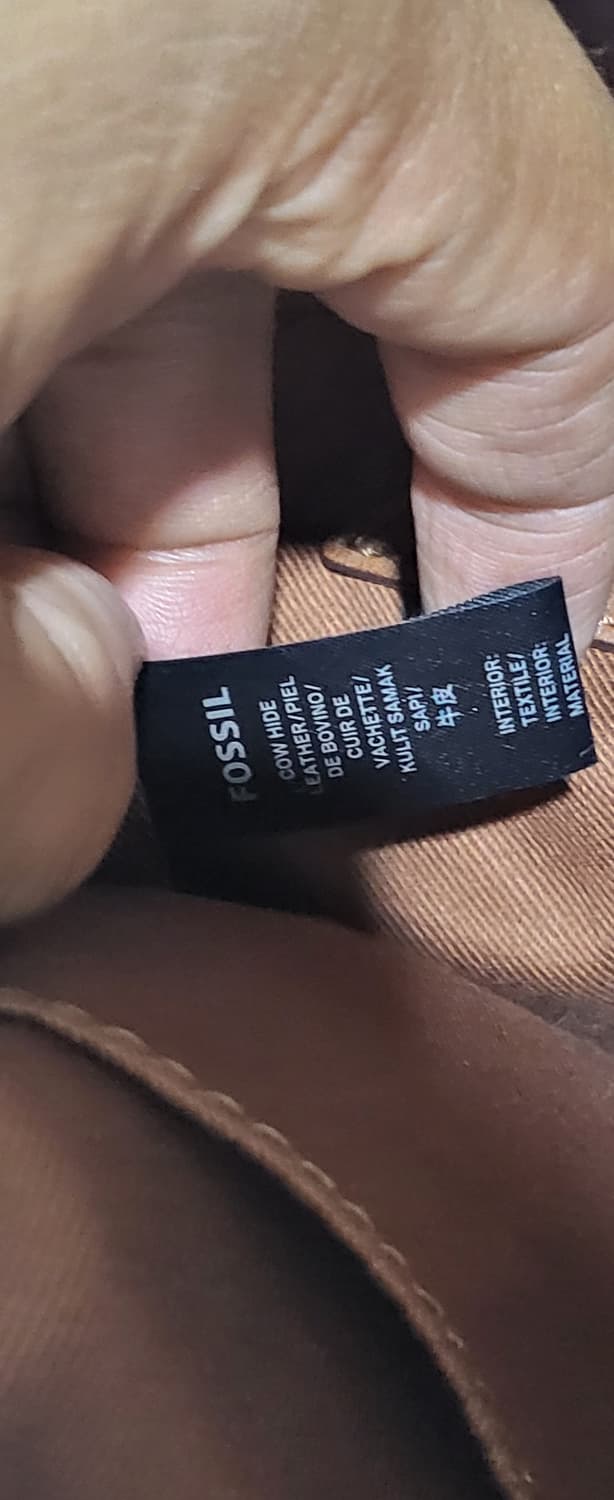 FOSSIL
COW HIDE
LEATHER/PIEL
DE BOVINO/
CUIR DE
VACHETTE/
KULIT SAMAK
SAPI/
牛皮
INTERIOR:
TEXTILE/
INTERIOR:
MATERIAL